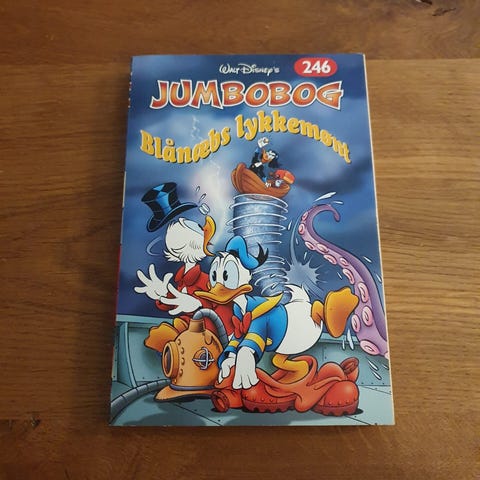 Walt Disney's
246
JUMBOBOG
Blånæbs lykkemønt